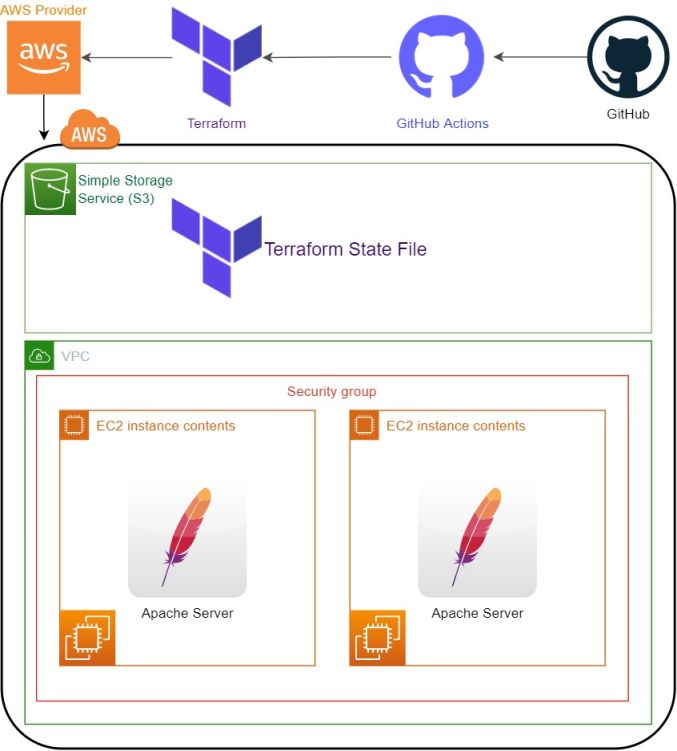 AWS Provider
aws
Terraform
GitHub Actions
GitHub
AWS
Simple Storage
Service (S3)
Terraform State File
VPC
Security group
EC2 instance contents
EC2 instance contents
Apache Server
Apache Server